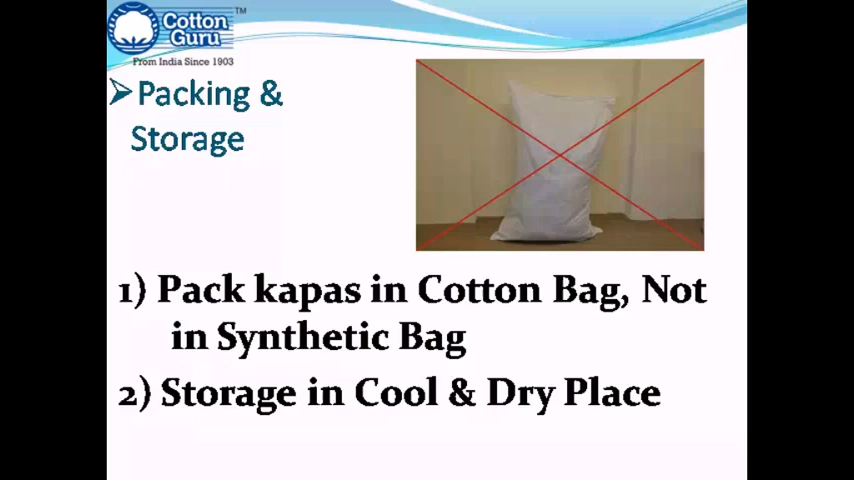 Cotton
Guru
TM
From India Since 1903
➢Packing &
Storage
1) Pack kapas in Cotton Bag, Not
in Synthetic Bag
2) Storage in Cool & Dry Place